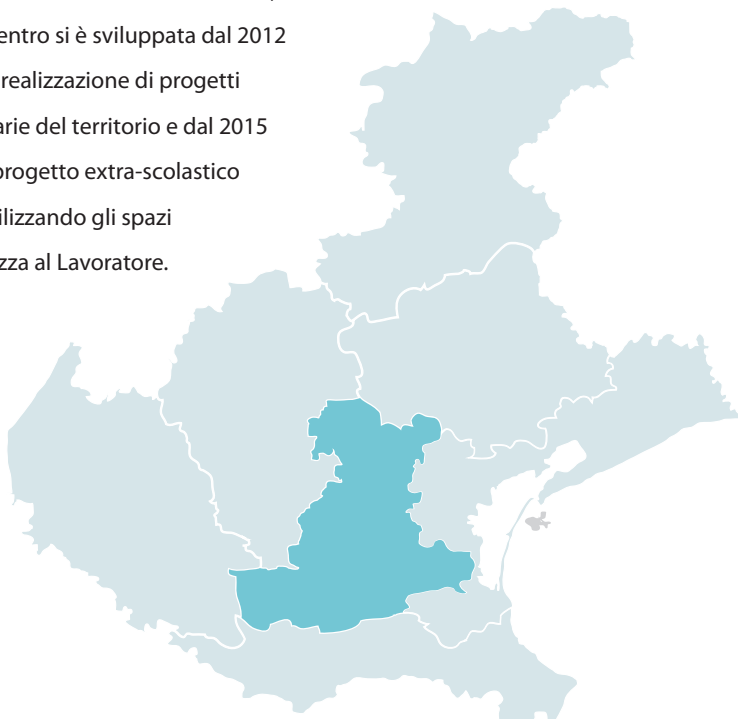 entro si è sviluppata dal 2012
realizzazione di progetti
arie del territorio e dal 2015
progetto extra-scolastico
ilizzando gli spazi
zza al Lavoratore.